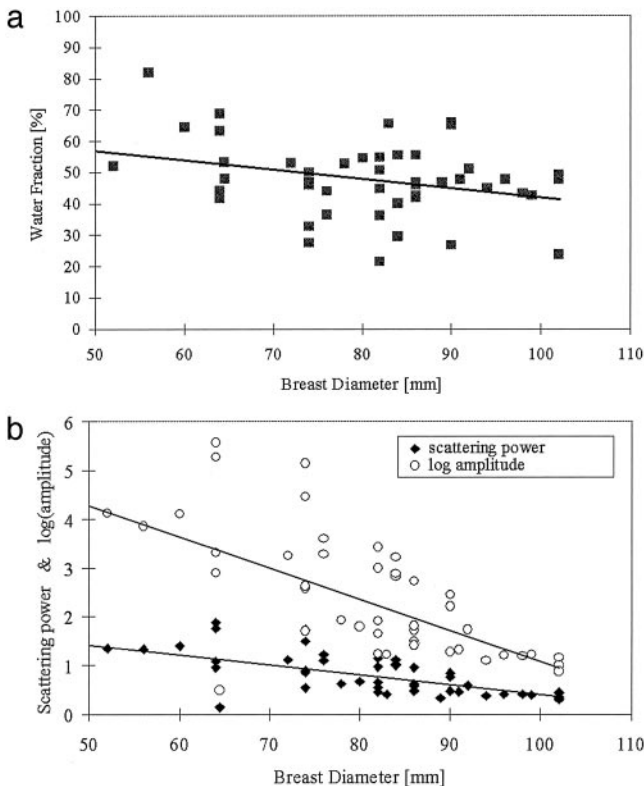 a
100
90
80
70
60
50
40
30
20
10
0
Water Fraction [%]
50 60 70 80 90 100 110
Breast Diameter [mm]
b
6
5
4
3
2
1
0
Scattering power & log(amplitude)
scattering power
log amplitude
50 60 70 80 90 100 110
Breast Diameter [mm]